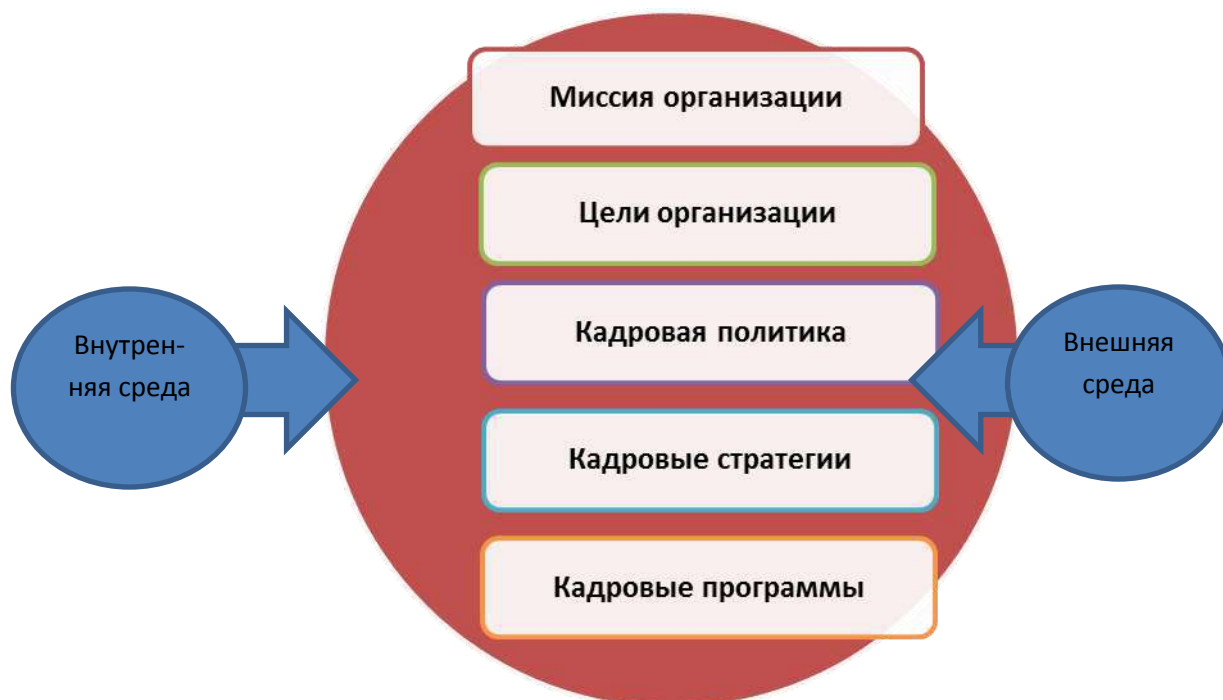 Миссия организации
Цели организации
Кадровая политика
Кадровые стратегии
Кадровые программы
Внутрен-
няя среда
Внешняя
среда